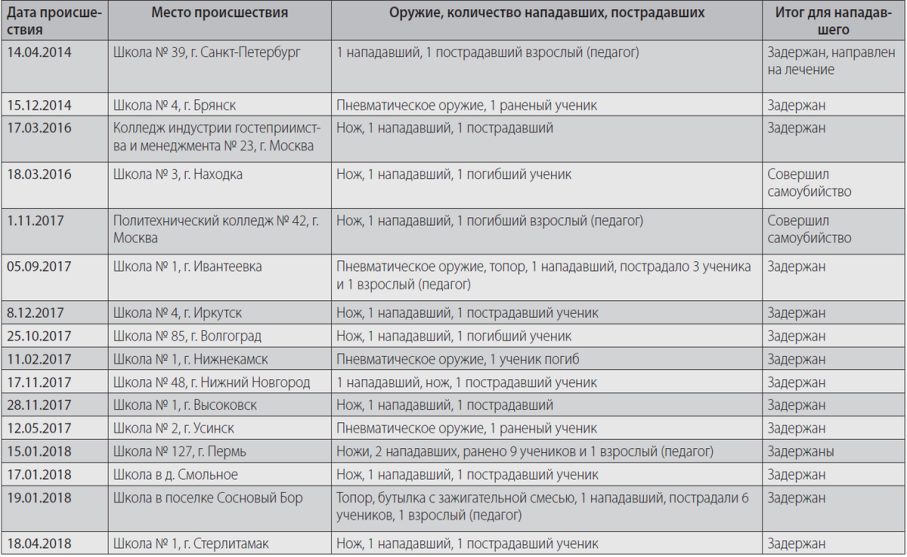 Дата происше-
ствия
Место происшествия
Оружие, количество нападавших, пострадавших
Итог для напада-
вшего
14.04.2014
Школа № 39, г. Санкт-Петербург
1 нападавший, 1 пострадавший взрослый (педагог)
Задержан, направлен
на лечение
15.12.2014
Школа № 4, г. Брянск
Пневматическое оружие, 1 раненый ученик
Задержан
17.03.2016
Колледж индустрии гостеприимст-
ва и менеджмента № 23, г. Москва
Нож, 1 нападавший, 1 пострадавший
Задержан
18.03.2016
Школа № 3, г. Находка
Нож, 1 нападавший, 1 погибший ученик
Совершил
самоубийство
1.11.2017
Политехнический колледж № 42, г.
Москва
Нож, 1 нападавший, 1 погибший взрослый (педагог)
Совершил
самоубийство
05.09.2017
Школа № 1, г. Ивантеевка
Пневматическое оружие, топор, 1 нападавший, пострадало 3 ученика
и 1 взрослый (педагог)
Задержан
8.12.2017
Школа № 4, г. Иркутск
Нож, 1 нападавший, 1 пострадавший ученик
Задержан
25.10.2017
Школа № 85, г. Волгоград
Нож, 1 нападавший, 1 погибший ученик
Задержан
11.02.2017
Школа № 1, г. Нижнекамск
Пневматическое оружие, 1 ученик погиб
Задержан
17.11.2017
Школа № 48, г. Нижний Новгород
1 нападавший, нож, 1 пострадавший ученик
Задержан
28.11.2017
Школа № 1, г. Высоковск
Нож, 1 нападавший, 1 пострадавший
Задержан
12.05.2017
Школа № 2, г. Усинск
Пневматическое оружие, 1 раненый ученик
Задержан
15.01.2018
Школа № 127, г. Пермь
Ножи, 2 нападавших, ранено 9 учеников и 1 взрослый (педагог)
Задержаны
17.01.2018
Школа в д. Смольное
Нож, 1 нападавший, 1 пострадавший ученик
Задержан
19.01.2018
Школа в поселке Сосновый Бор
Топор, бутылка с зажигательной смесью, 1 нападавший, пострадали 6
учеников, 1 взрослый (педагог)
Задержан
18.04.2018
Школа № 1, г. Стерлитамак
Нож, 1 нападавший, 1 пострадавший ученик
Задержан